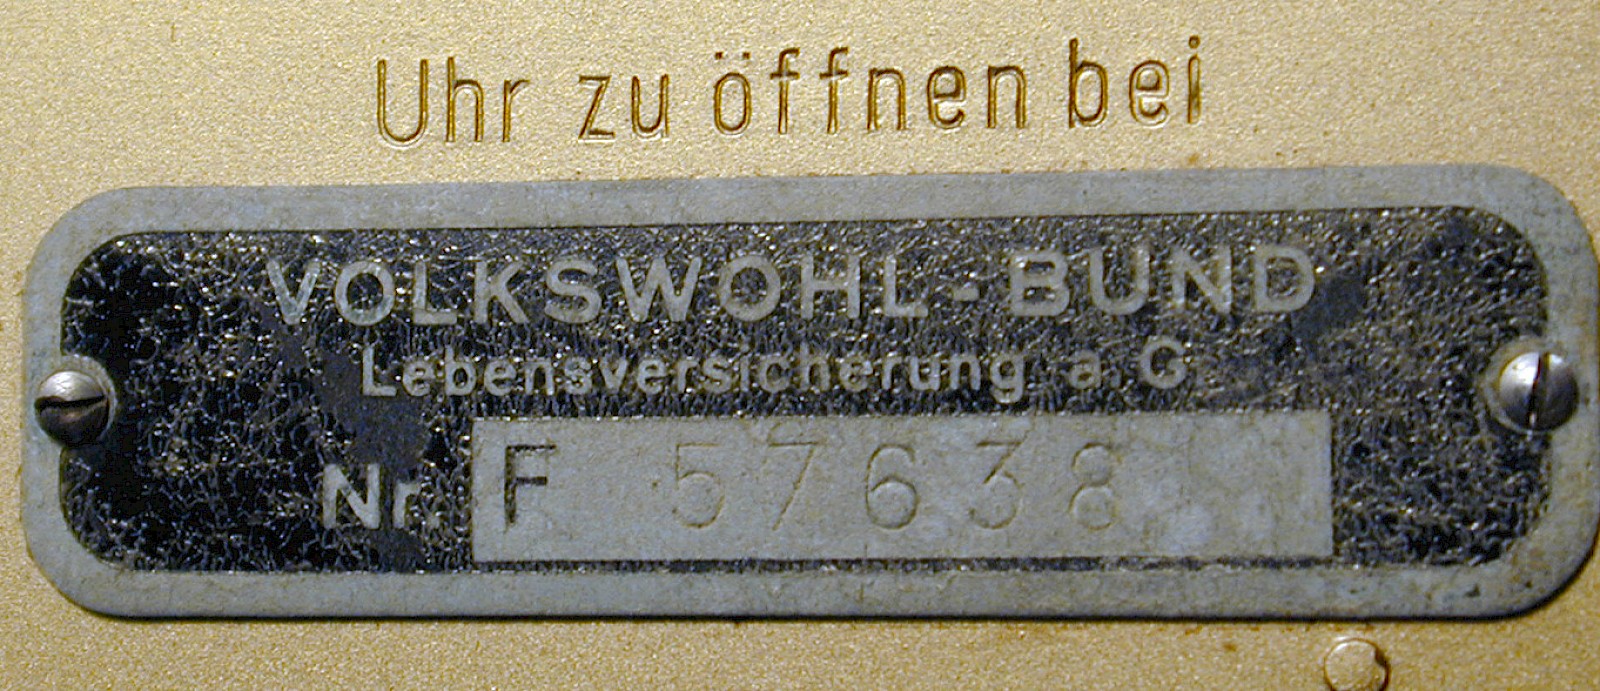 Uhr zu öffnen bei
VOLKSWOHL-BUND
Lebensversicherung a. G
Nr. F 57638